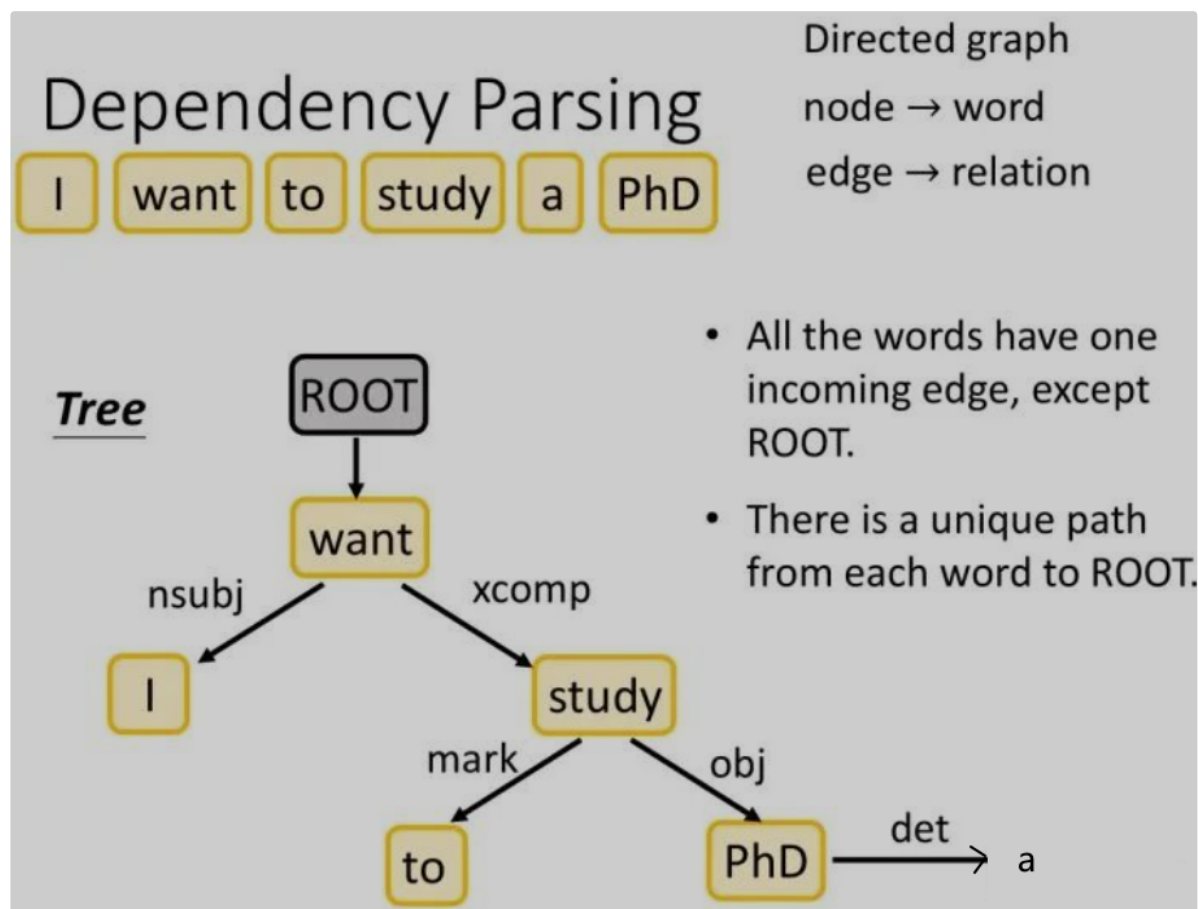 Dependency Parsing
I want to study a PhD
Directed graph
node → word
edge → relation
Tree
ROOT
want
nsubj
xcomp
I
study
mark
obj
to
PhD
det
a
• All the words have one
incoming edge, except
ROOT.
• There is a unique path
from each word to ROOT.